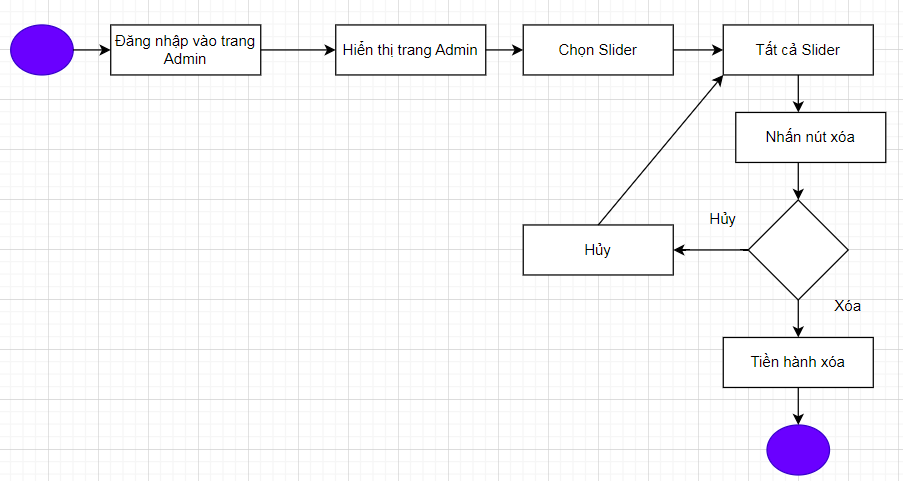 Đăng nhập vào trang
Admin
Hiển thị trang Admin
Chọn Slider
Tất cả Slider
Nhấn nút xóa
Hủy
Hủy
Xóa
Tiền hành xóa